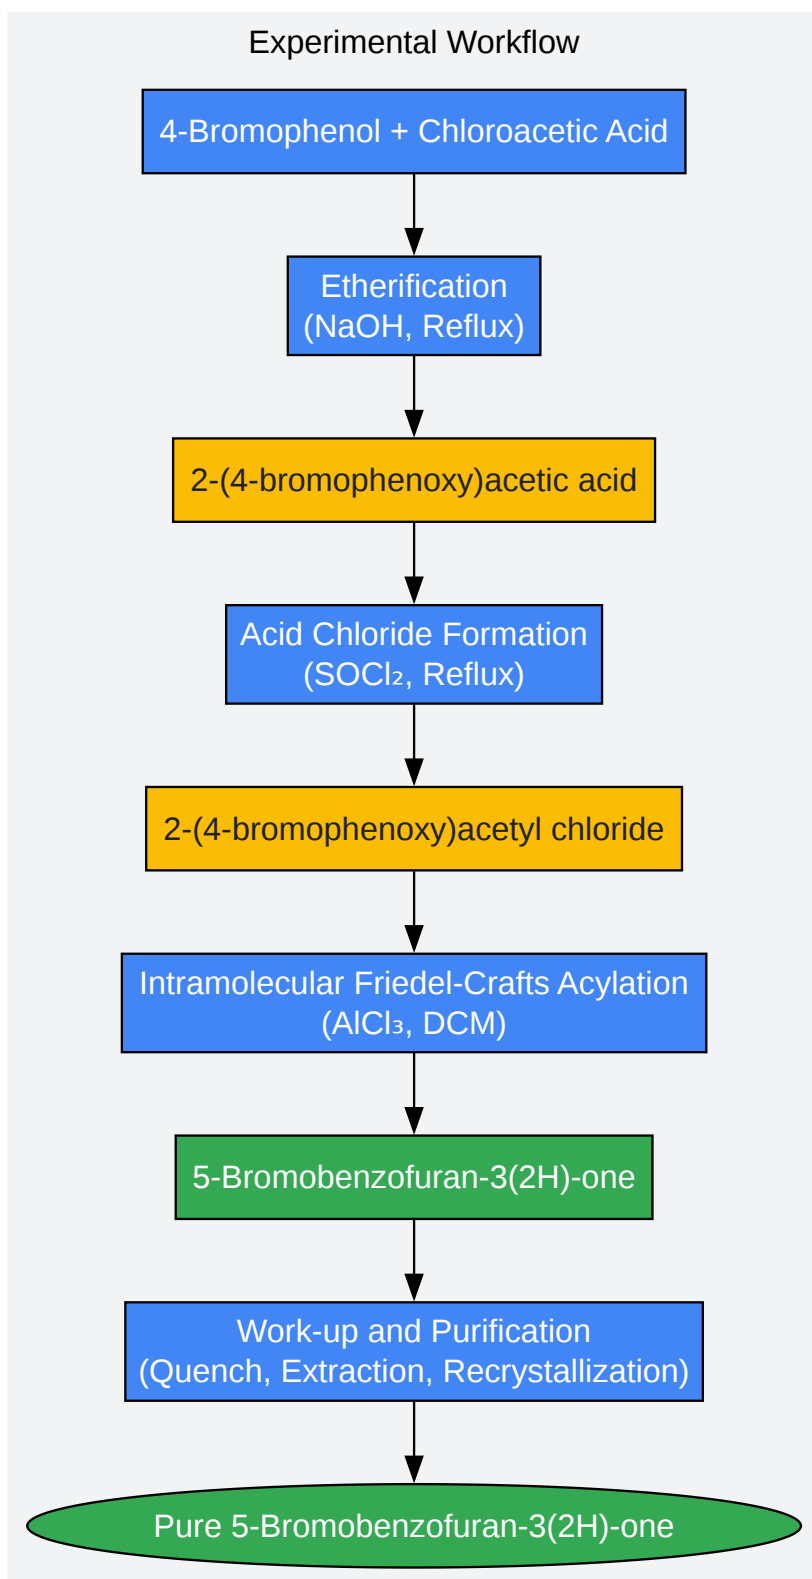 Experimental Workflow
4-Bromophenol + Chloroacetic Acid
Etherification
(NaOH, Reflux)
2-(4-bromophenoxy)acetic acid
Acid Chloride Formation
(SOCl₂, Reflux)
2-(4-bromophenoxy)acetyl chloride
Intramolecular Friedel-Crafts Acylation
(AlCl₃, DCM)
5-Bromobenzofuran-3(2H)-one
Work-up and Purification
(Quench, Extraction, Recrystallization)
Pure 5-Bromobenzofuran-3(2H)-one